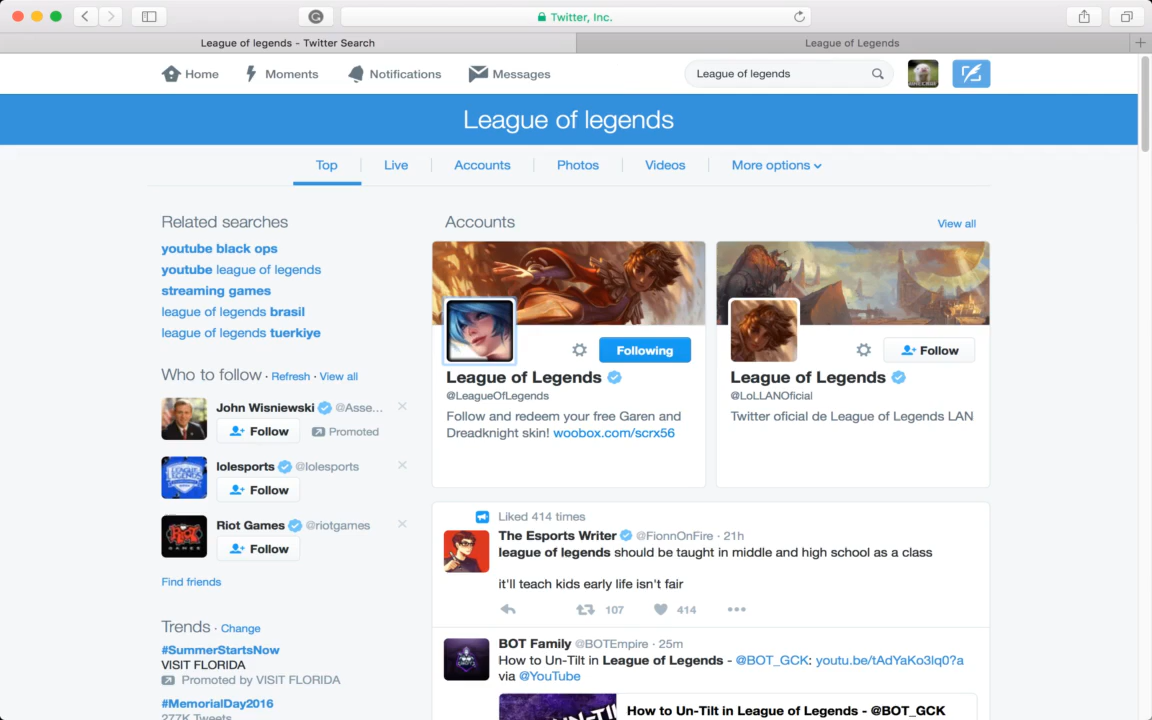 Twitter, Inc.
League of legends - Twitter Search
League of Legends
Home
Moments
Notifications
Messages
League of legends
League of legends
Top
Live
Accounts
Photos
Videos
More options
Related searches
youtube black ops
youtube league of legends
streaming games
league of legends brasil
league of legends tuerkiye
Who to follow · Refresh · View all
John Wisniewski @Asse...
Follow
Promoted
lolesports @lolesports
Follow
Riot Games @riotgames
Follow
Find friends
Trends · Change
#SummerStartsNow
VISIT FLORIDA
Promoted by VISIT FLORIDA
#MemorialDay2016
277K Tweets
Accounts
View all
Following
League of Legends
@LeagueOfLegends
Follow and redeem your free Garen and
Dreadknight skin! woobox.com/scrx56
Follow
League of Legends
@LoLLANOficial
Twitter oficial de League of Legends LAN
Liked 414 times
The Esports Writer @FionnOnFire · 21h
league of legends should be taught in middle and high school as a class
it'll teach kids early life isn't fair
107
414
BOT Family @BOTEmpire · 25m
How to Un-Tilt in League of Legends - @BOT_GCK: youtu.be/tAdYaKo3lq0?a
via @YouTube
How to Un-Tilt in League of Legends - @BOT_GCK